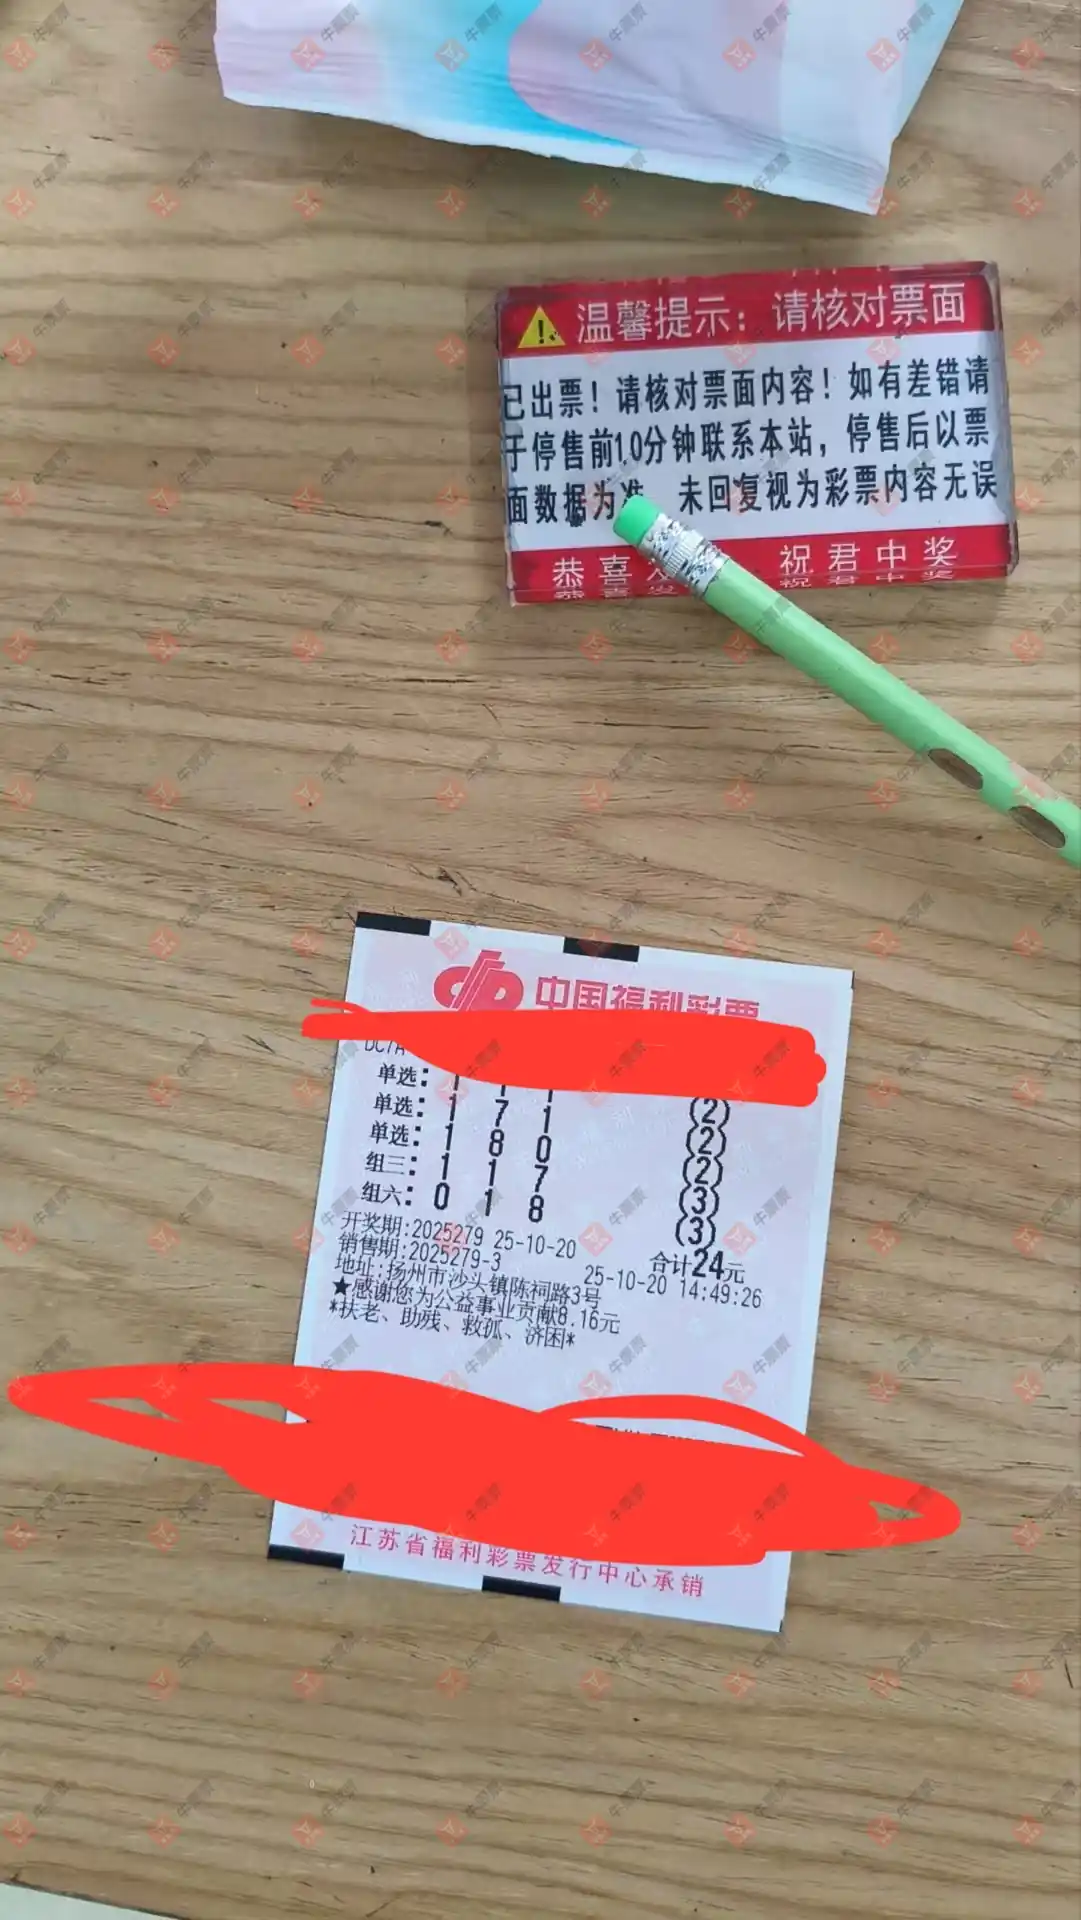 温馨提示：请核对票面
已出票！请核对票面内容！如有差错请
于停售前10分钟联系本站，停售后以票
面数据为准 未回复视为彩票内容无误
恭喜发 祝君中奖
中国福利彩票
单选: 1 1 1 (2)
单选: 1 7 1 (2)
单选: 1 8 0 (2)
组三: 1 1 7 (3)
组六: 0 1 8 (3)
开奖期:2025279 25-10-20 合计24元
销售期:2025279-3 25-10-20 14:49:26
地址:扬州市沙头镇陈祠路3号
★感谢您为公益事业贡献8.16元
*扶老、助残、救孤、济困*
江苏省福利彩票发行中心承销
牛票票